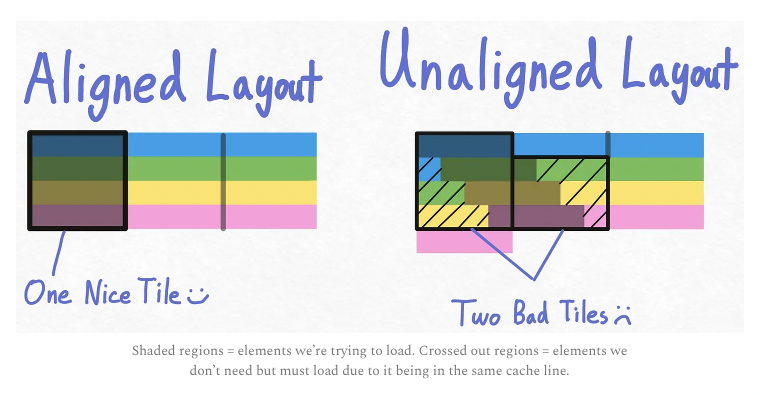 Aligned Layout
Unaligned Layout
One Nice Tile
Two Bad Tiles
Shaded regions = elements we’re trying to load. Crossed out regions = elements we
don’t need but must load due to it being in the same cache line.